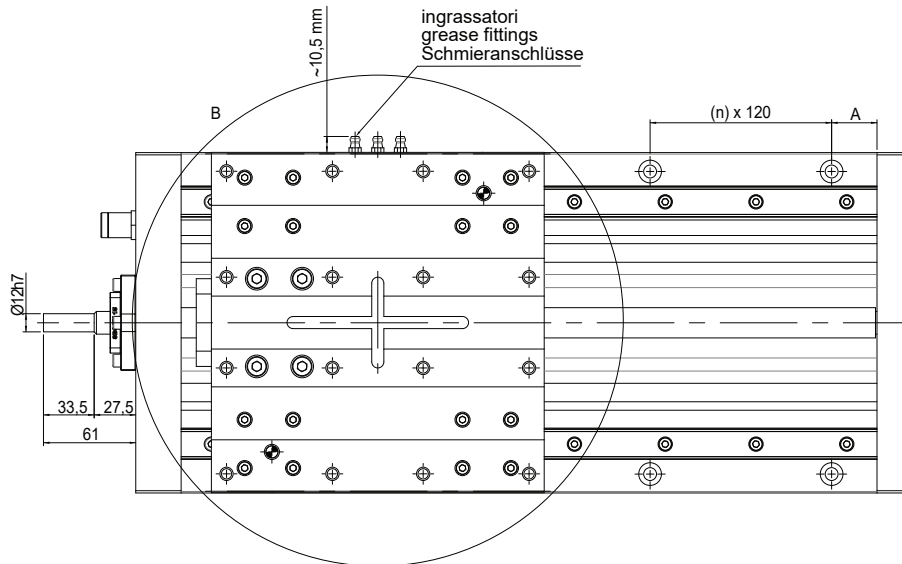 ingrassatori
grease fittings
Schmieranschlüsse
~10,5 mm
B
(n) x 120
A
Ø12h7
33,5
27,5
61